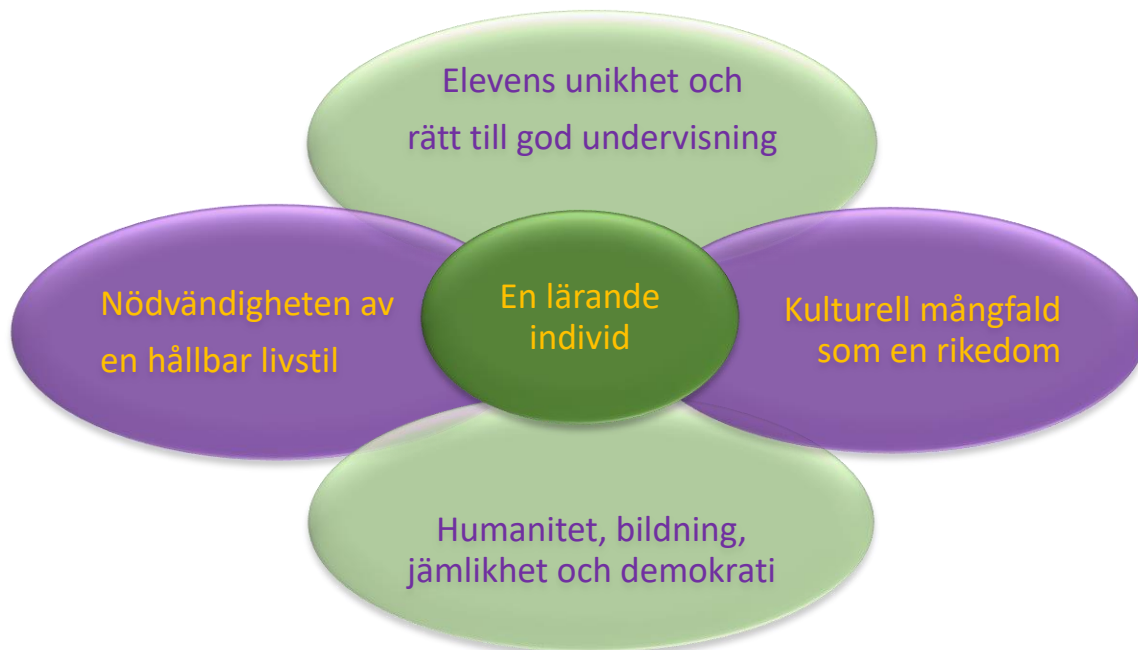 Elevens unikhet och
rätt till god undervisning
Nödvändigheten av
en hållbar livstil
En lärande
individ
Kulturell mångfald
som en rikedom
Humanitet, bildning,
jämlikhet och demokrati